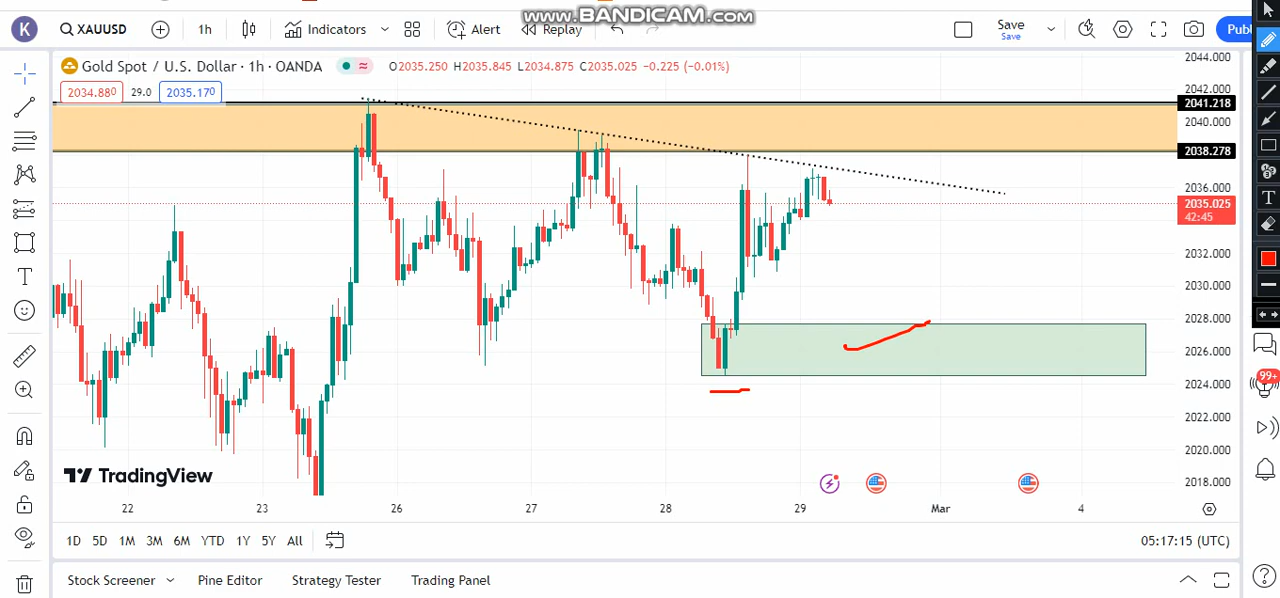 www.BANDICAM.com
K XAUUSD 1h Indicators Alert Replay Save Save Publ
Gold Spot / U.S. Dollar · 1h · OANDA O2035.250 H2035.845 L2034.875 C2035.025 -0.225 (-0.01%)
2034.880 29.0 2035.170
2044.000
2042.000
2041.218
2040.000
2038.278
2036.000
2035.025
42:45
2032.000
2030.000
2028.000
2026.000
2024.000
2022.000
2020.000
2018.000
99+
TradingView
22 23 26 27 28 29 Mar 4
1D 5D 1M 3M 6M YTD 1Y 5Y All 05:17:15 (UTC)
Stock Screener Pine Editor Strategy Tester Trading Panel